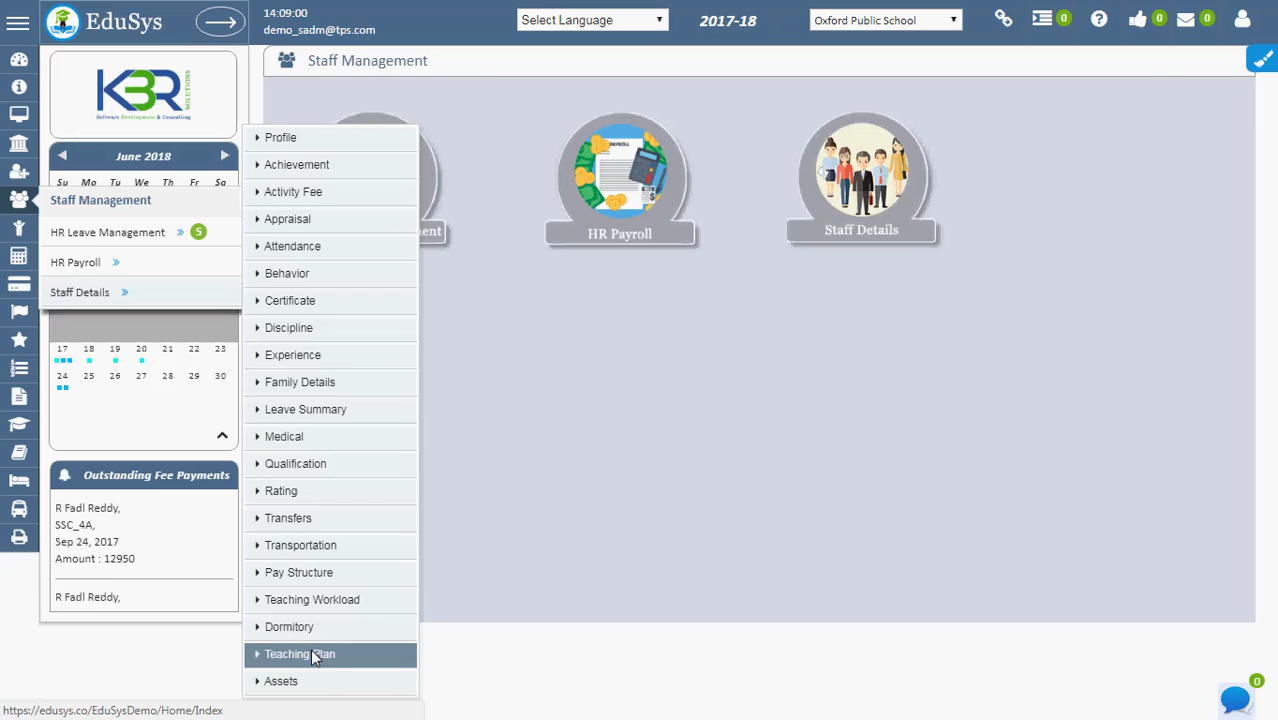 EduSys
14:09:00
demo_sadm@tps.com
Select Language
2017-18
Oxford Public School
0
0
0
K3R
SOLUTIONS
Software Development & Consulting
Staff Management
June 2018
Su Mo Tu We Th Fr Sa
Staff Management
HR Leave Management » 5
HR Payroll »
Staff Details »
17 18 19 20 21 22 23
24 25 26 27 28 29 30
Outstanding Fee Payments
R Fadl Reddy,
SSC_4A,
Sep 24, 2017
Amount : 12950
R Fadl Reddy,
Profile
Achievement
Activity Fee
Appraisal
Attendance
Behavior
Certificate
Discipline
Experience
Family Details
Leave Summary
Medical
Qualification
Rating
Transfers
Transportation
Pay Structure
Teaching Workload
Dormitory
Teaching Plan
Assets
ent
PAYROLL
HR Payroll
Staff Details
https://edusys.co/EduSysDemo/Home/Index
0